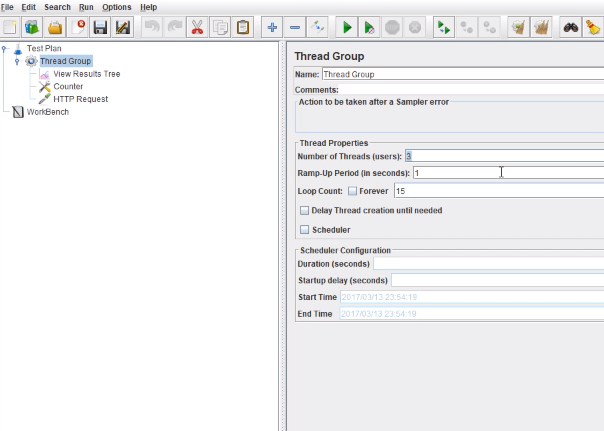 File Edit Search Run Options Help
Test Plan
Thread Group
View Results Tree
Counter
HTTP Request
WorkBench
Thread Group
Name: Thread Group
Comments:
Action to be taken after a Sampler error
Thread Properties
Number of Threads (users): 3
Ramp-Up Period (in seconds): 1
Loop Count: Forever 15
Delay Thread creation until needed
Scheduler
Scheduler Configuration
Duration (seconds)
Startup delay (seconds)
Start Time 2017/03/13 23:54:19
End Time 2017/03/13 23:54:19